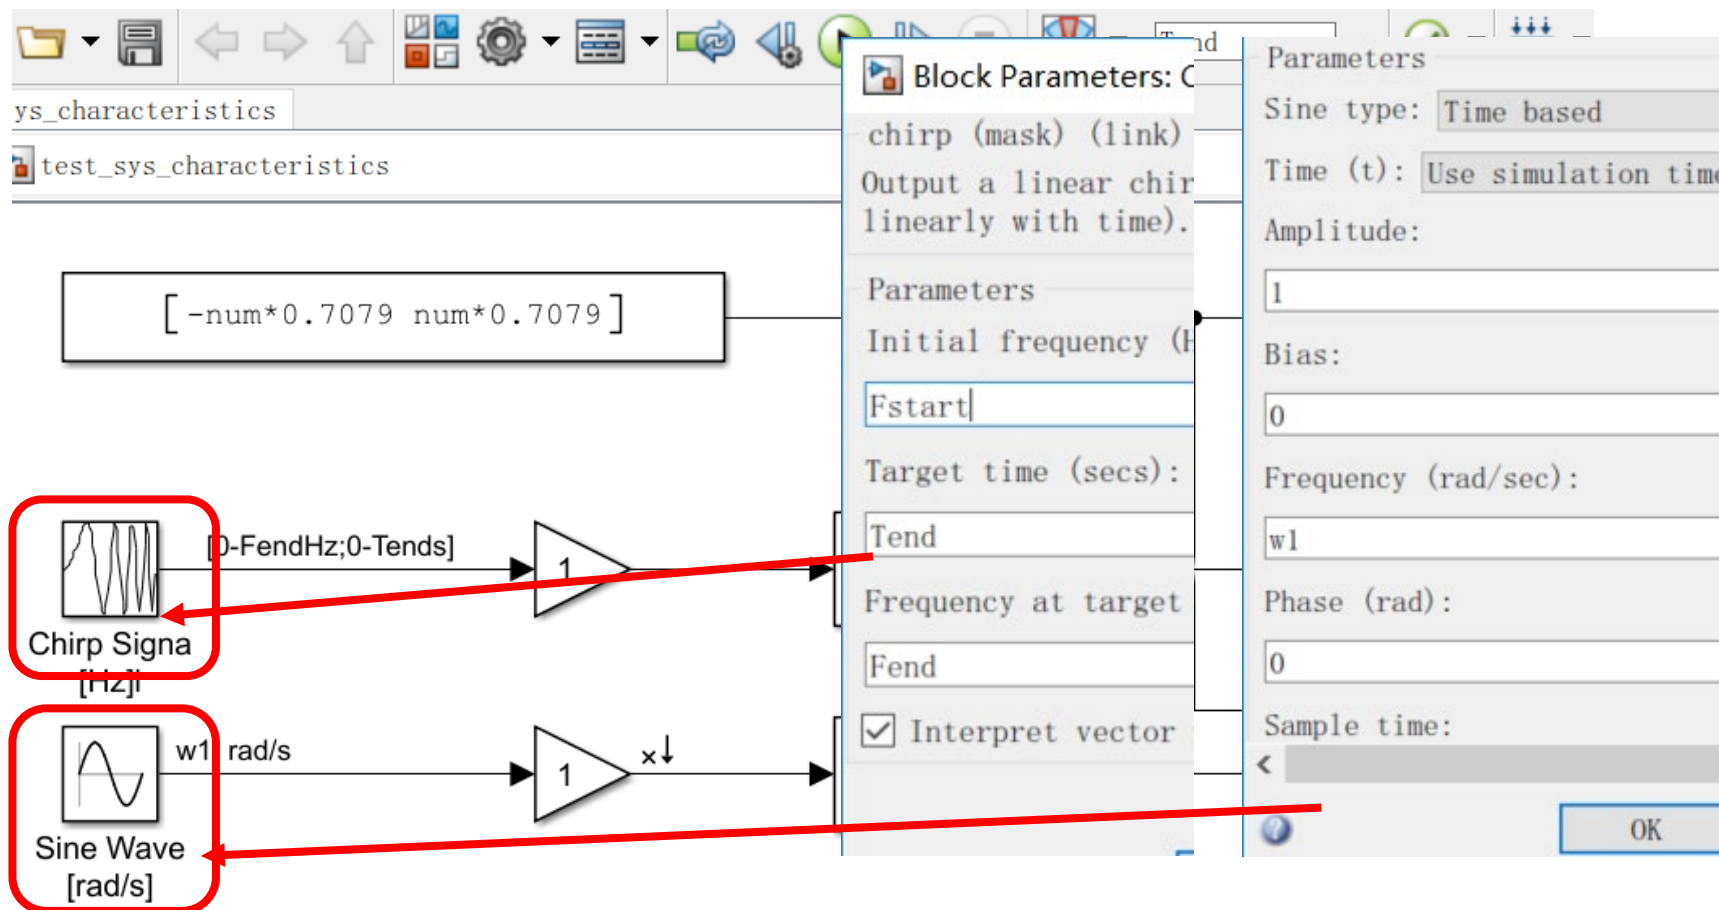 Tend
ys_characteristics
test_sys_characteristics
[-num*0.7079 num*0.7079]
[0-FendHz;0-Tends]
1
Chirp Signa
[Hz]l
w1 rad/s
1
×↓
Sine Wave
[rad/s]
Block Parameters: C
chirp (mask) (link)
Output a linear chir
linearly with time).
Parameters
Initial frequency (H
Fstart
Target time (secs):
Tend
Frequency at target
Fend
Interpret vector
Parameters
Sine type: Time based
Time (t): Use simulation time
Amplitude:
1
Bias:
0
Frequency (rad/sec):
w1
Phase (rad):
0
Sample time:
OK